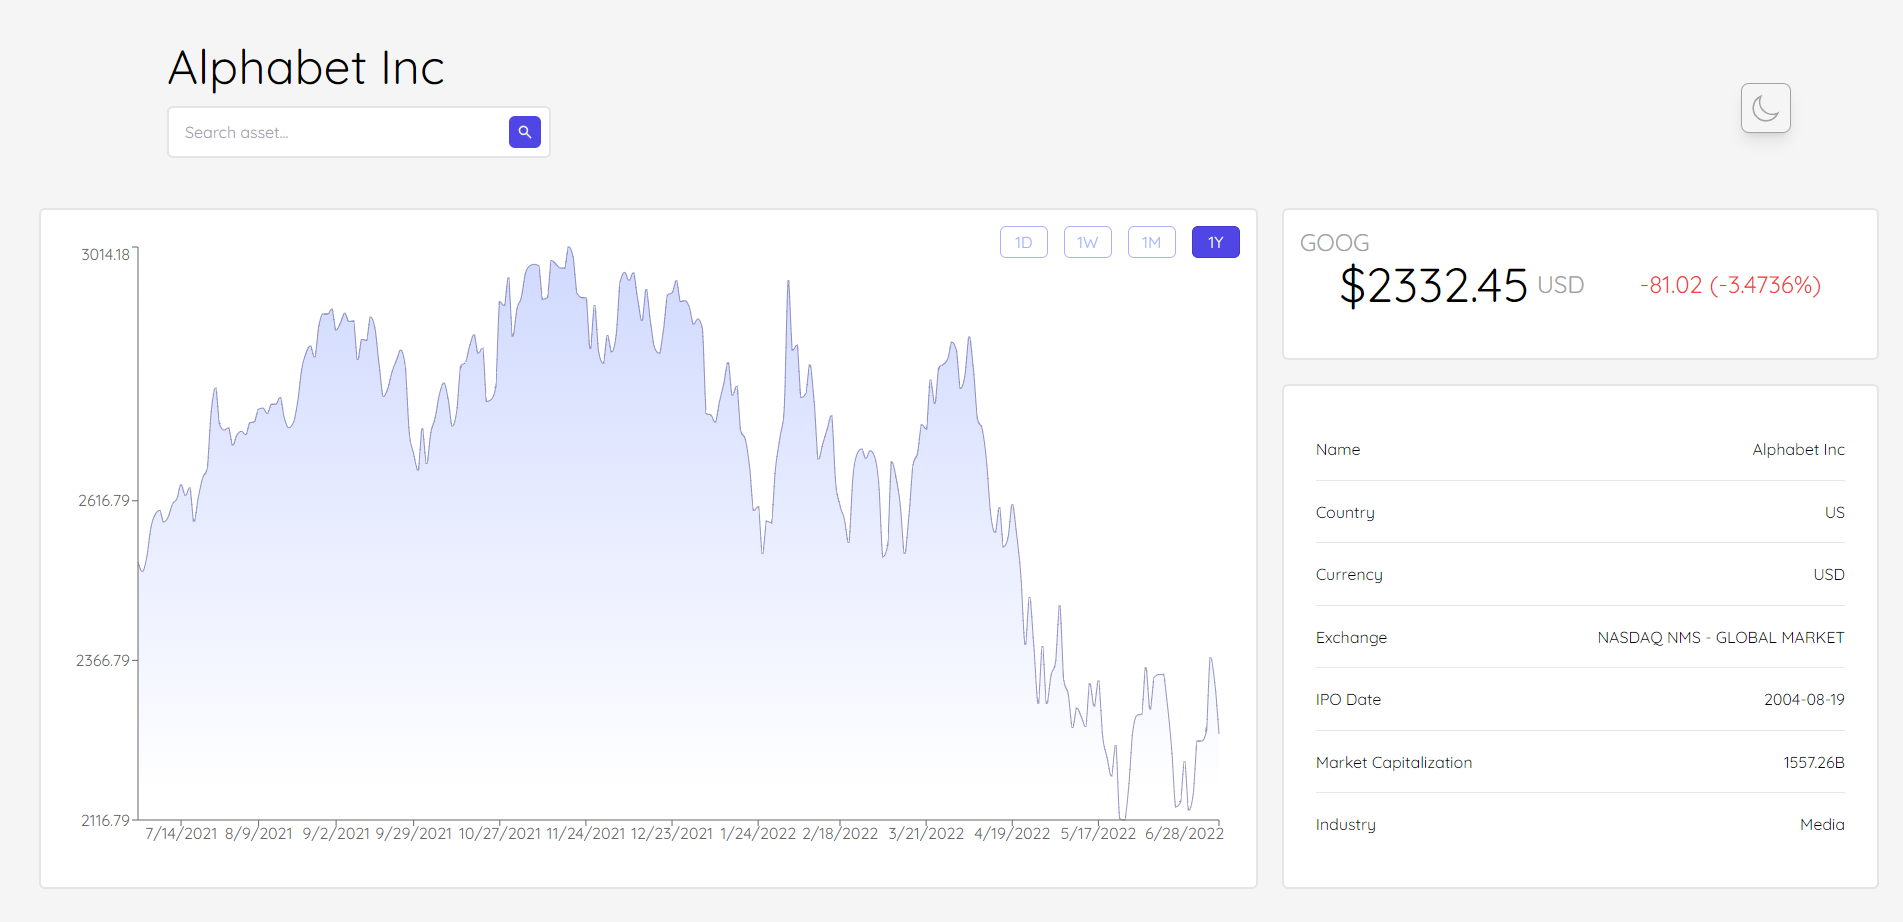 Alphabet Inc
Search asset...
1D 1W 1M 1Y
3014.18
2616.79
2366.79
2116.79
7/14/2021 8/9/2021 9/2/2021 9/29/2021 10/27/2021 11/24/2021 12/23/2021 1/24/2022 2/18/2022 3/21/2022 4/19/2022 5/17/2022 6/28/2022
GOOG
$2332.45 USD -81.02 (-3.4736%)
Name Alphabet Inc
Country US
Currency USD
Exchange NASDAQ NMS - GLOBAL MARKET
IPO Date 2004-08-19
Market Capitalization 1557.26B
Industry Media